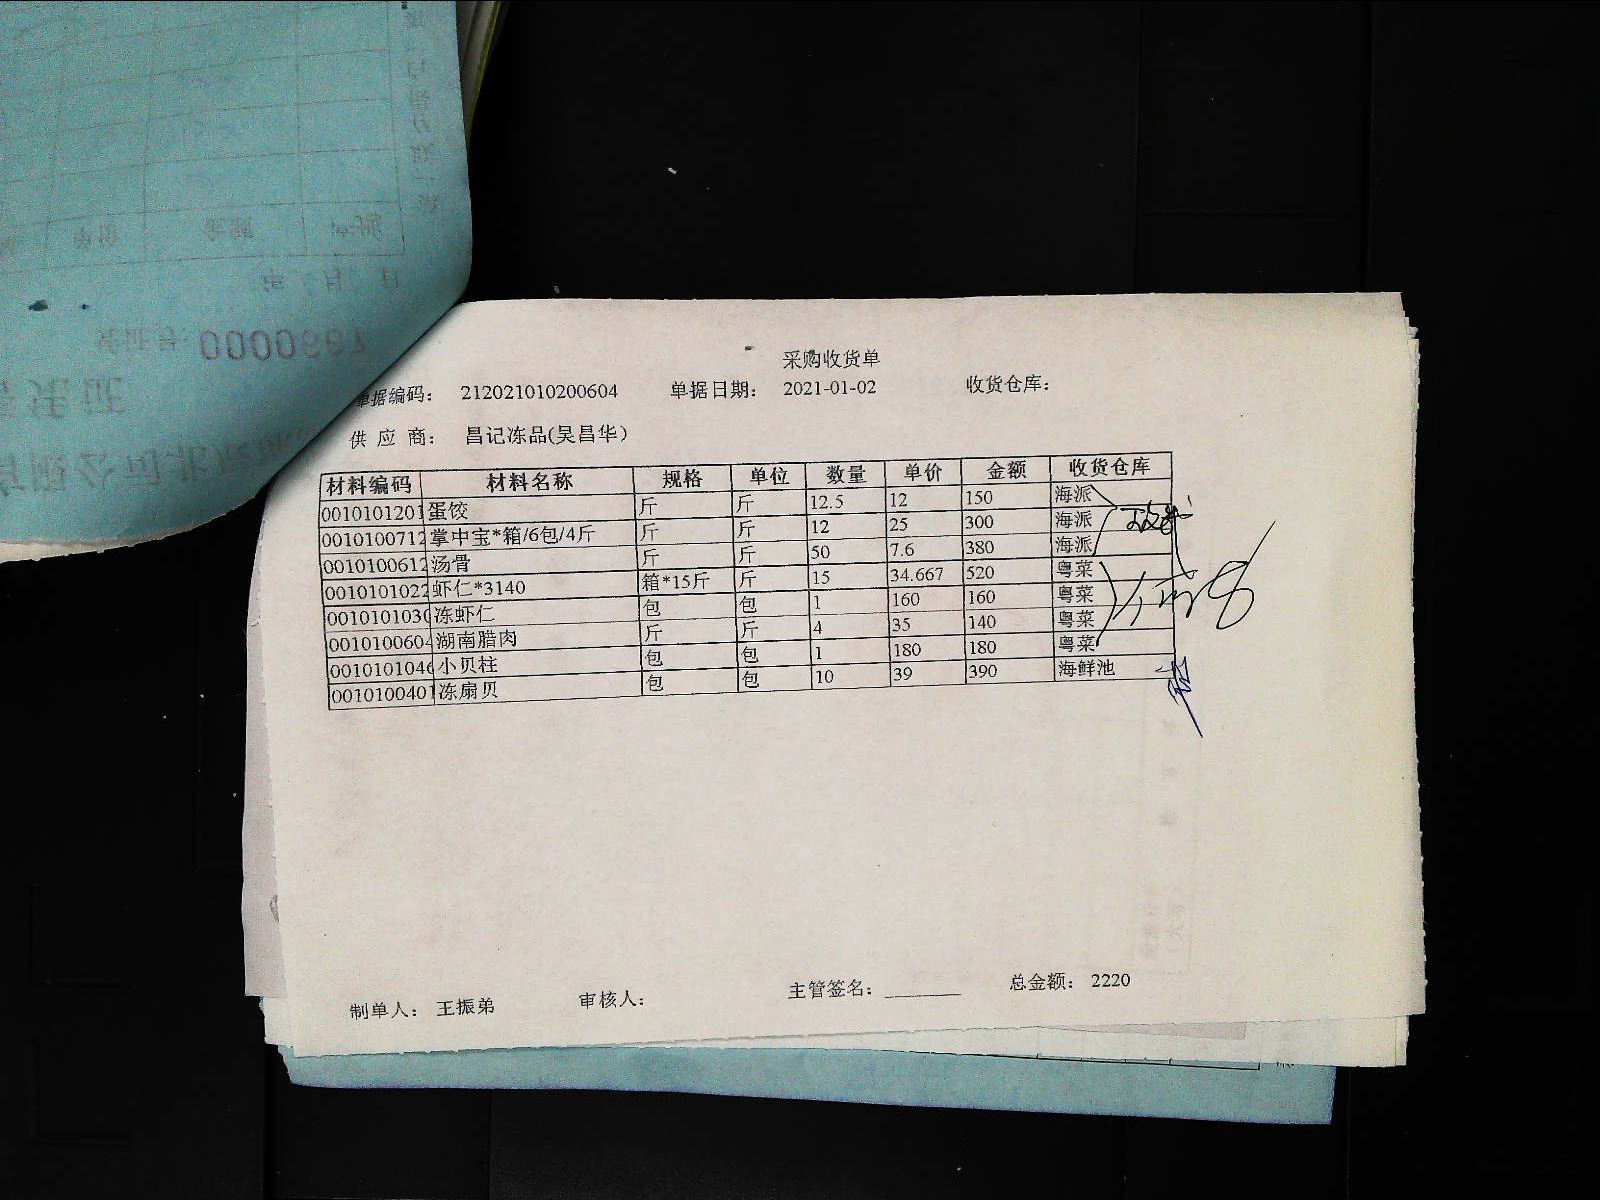 采购收货单
单据编码： 212021010200604 单据日期： 2021-01-02 收货仓库：
供 应 商： 昌记冻品(吴昌华)
材料编码 材料名称 规格 单位 数量 单价 金额 收货仓库
0010101201 蛋饺 斤 斤 12.5 12 150 海派
0010100712 掌中宝*箱/6包/4斤 斤 斤 12 25 300 海派
0010100612 汤骨 斤 斤 50 7.6 380 海派
0010101022 虾仁*3140 箱*15斤 斤 15 34.667 520 粤菜
0010101030 冻虾仁 包 包 1 160 160 粤菜
0010100604 湖南腊肉 斤 斤 4 35 140 粤菜
0010101046 小贝柱 包 包 1 180 180 粤菜
0010100401 冻扇贝 包 包 10 39 390 海鲜池
制单人： 王振弟 审核人： 主管签名： 总金额： 2220